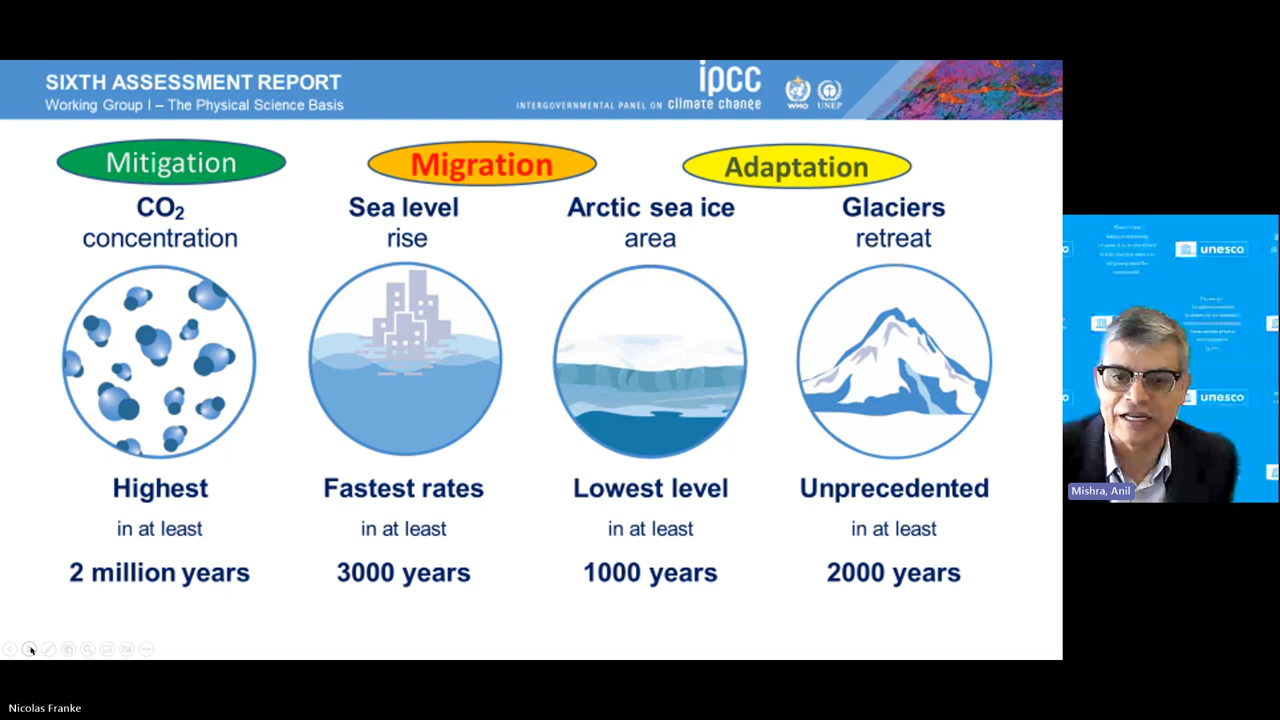 SIXTH ASSESSMENT REPORT
Working Group I – The Physical Science Basis
ipcc
INTERGOVERNMENTAL PANEL ON climate change
WMO
UNEP
Mitigation
Migration
Adaptation
CO₂
concentration
Sea level
rise
Arctic sea ice
area
Glaciers
retreat
Highest
in at least
2 million years
Fastest rates
in at least
3000 years
Lowest level
in at least
1000 years
Unprecedented
in at least
2000 years
unesco
unesco
unesco
Mishra, Anil
Nicolas Franke